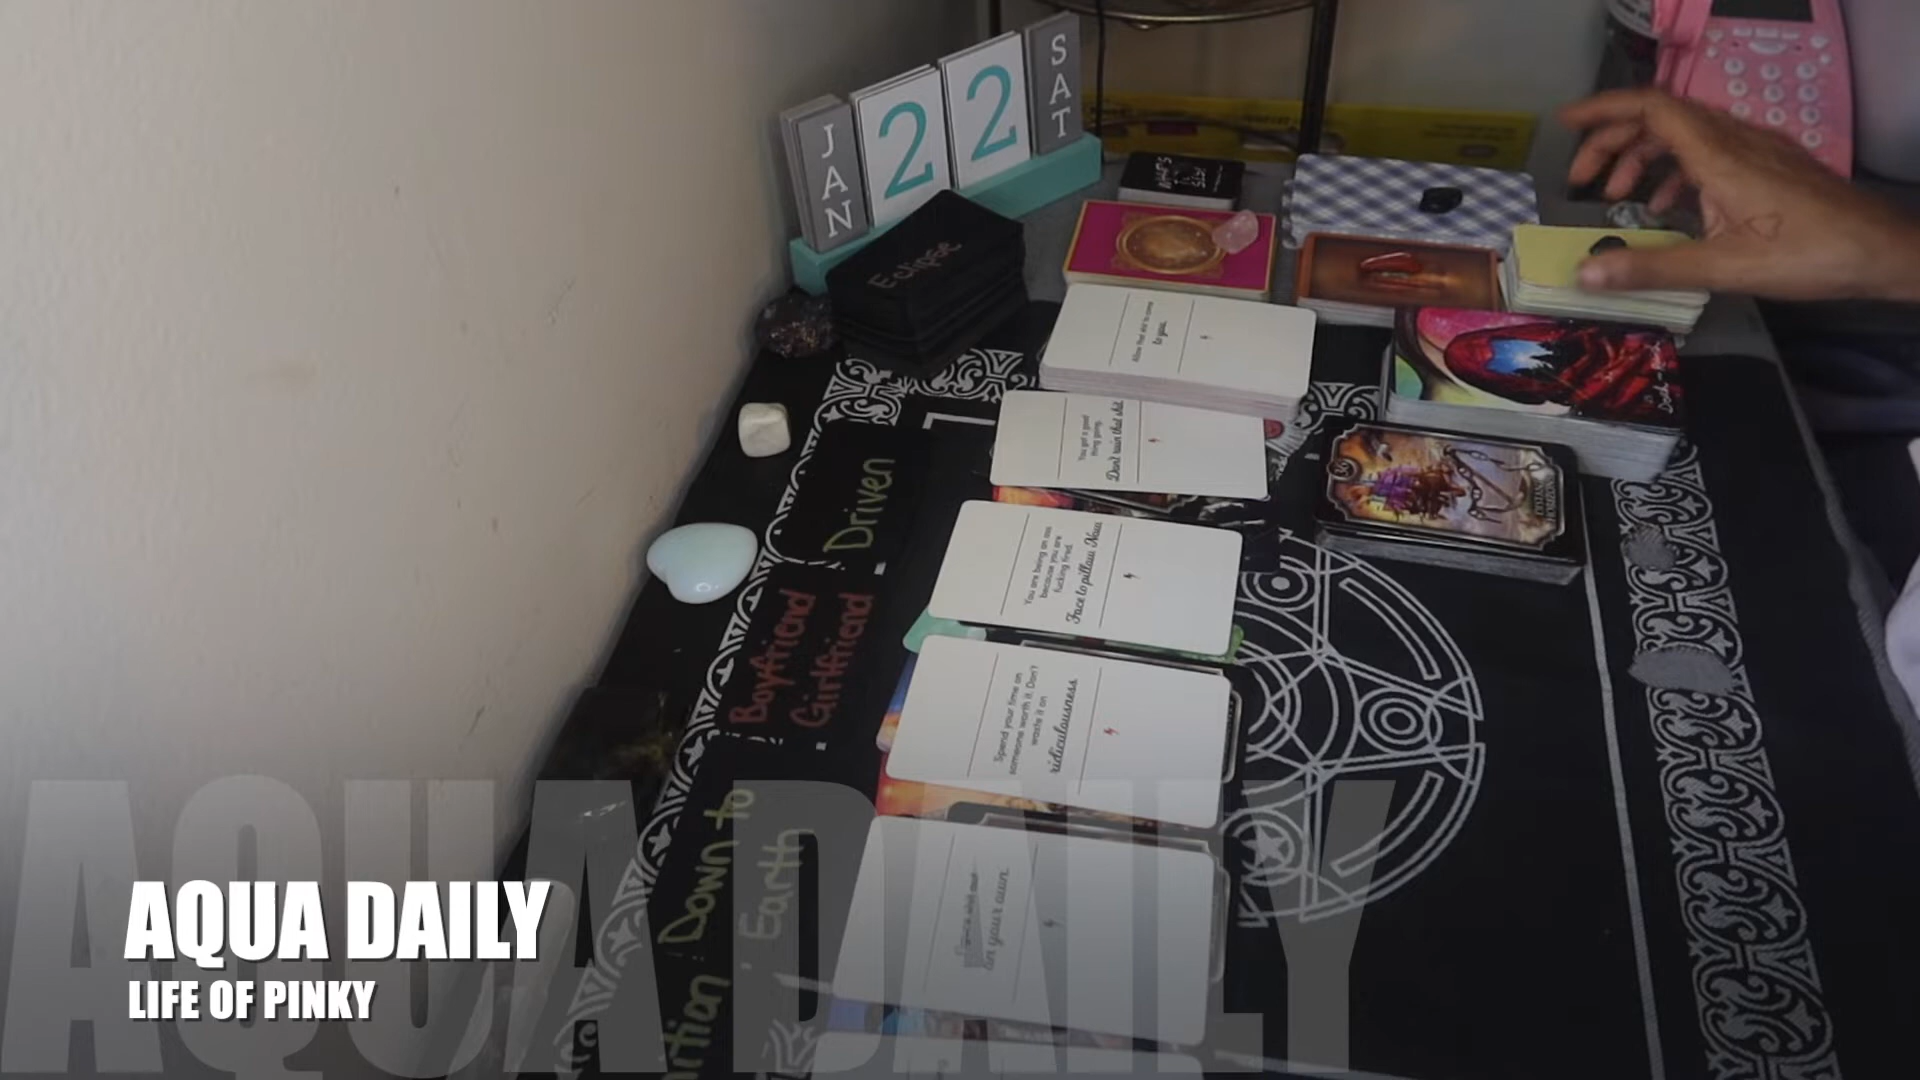 JAN
22
SAT
Eclipse
Allow that shit to come
to you.
You got a good
thing going.
Don't ruin that shit.
Driven
You are being an ass
because you are
fucking tired.
Face to pillow. Now.
Boyfriend
Girlfriend
Spend your time on
someone worth it. Don't
waste it on
ridiculousness
Down to
Earth
on your own.
36
AQUA DAILY
AQUA DAILY
LIFE OF PINKY